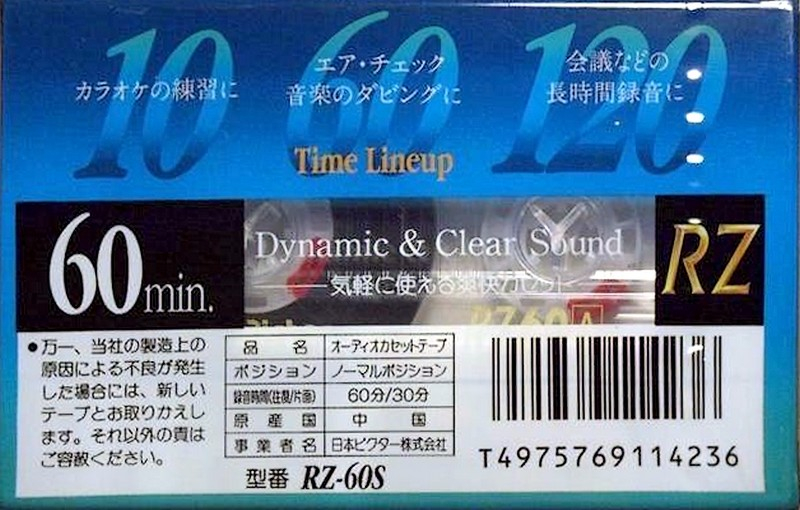 10 60 120
カラオケの練習に
エア・チェック
音楽のダビングに
会議などの
長時間録音に
Time Lineup
60min.
Dynamic & Clear Sound
気軽に使える爽快カセット
RZ
RZ60 A
●万一、当社の製造上の
原因による不良が発生
した場合には、新しい
テープとお取りかえし
ます。それ以外の責は
ご容赦ください。
品名 オーディオカセットテープ
ポジション ノーマルポジション
録音時間(往復/片面) 60分/30分
原産国 中国
事業者名 日本ビクター株式会社
型番 RZ-60S
T4975769114236